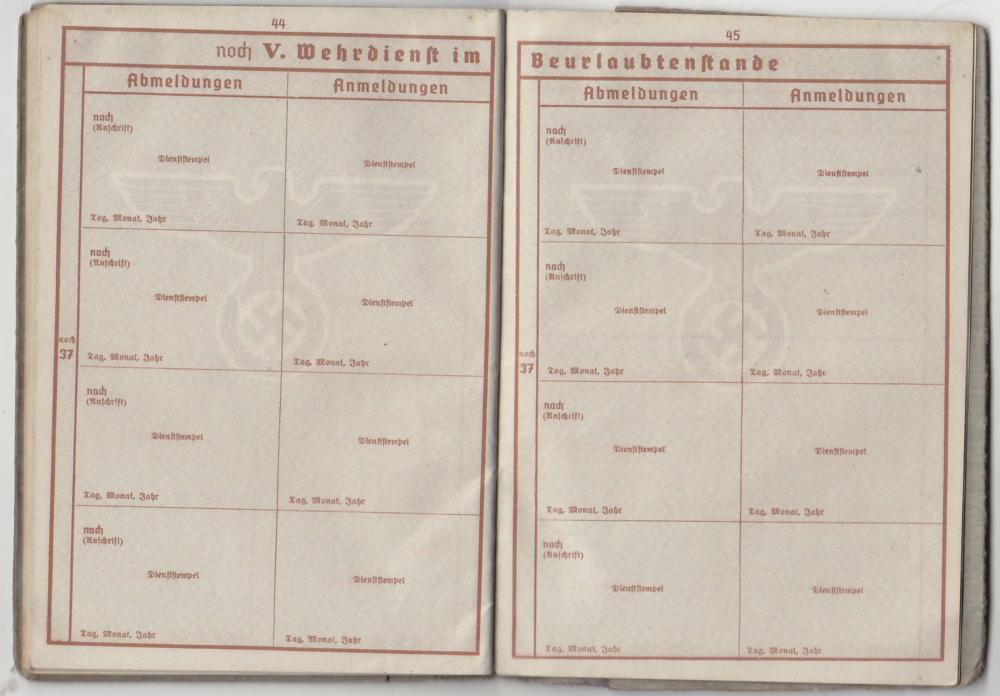 44
noch V. Wehrdienst im
Abmeldungen Anmeldungen
nach
(Anschrift)
Dienststempel Dienststempel
Tag, Monat, Jahr Tag, Monat, Jahr
nach
(Anschrift)
Dienststempel Dienststempel
noch
37
Tag, Monat, Jahr Tag, Monat, Jahr
nach
(Anschrift)
Dienststempel Dienststempel
Tag, Monat, Jahr Tag, Monat, Jahr
nach
(Anschrift)
Dienststempel Dienststempel
Tag, Monat, Jahr Tag, Monat, Jahr
45
Beurlaubtenstande
Abmeldungen Anmeldungen
nach
(Anschrift)
Dienststempel Dienststempel
Tag, Monat, Jahr Tag, Monat, Jahr
nach
(Anschrift)
Dienststempel Dienststempel
noch
37
Tag, Monat, Jahr Tag, Monat, Jahr
nach
(Anschrift)
Dienststempel Dienststempel
Tag, Monat, Jahr Tag, Monat, Jahr
nach
(Anschrift)
Dienststempel Dienststempel
Tag, Monat, Jahr Tag, Monat, Jahr